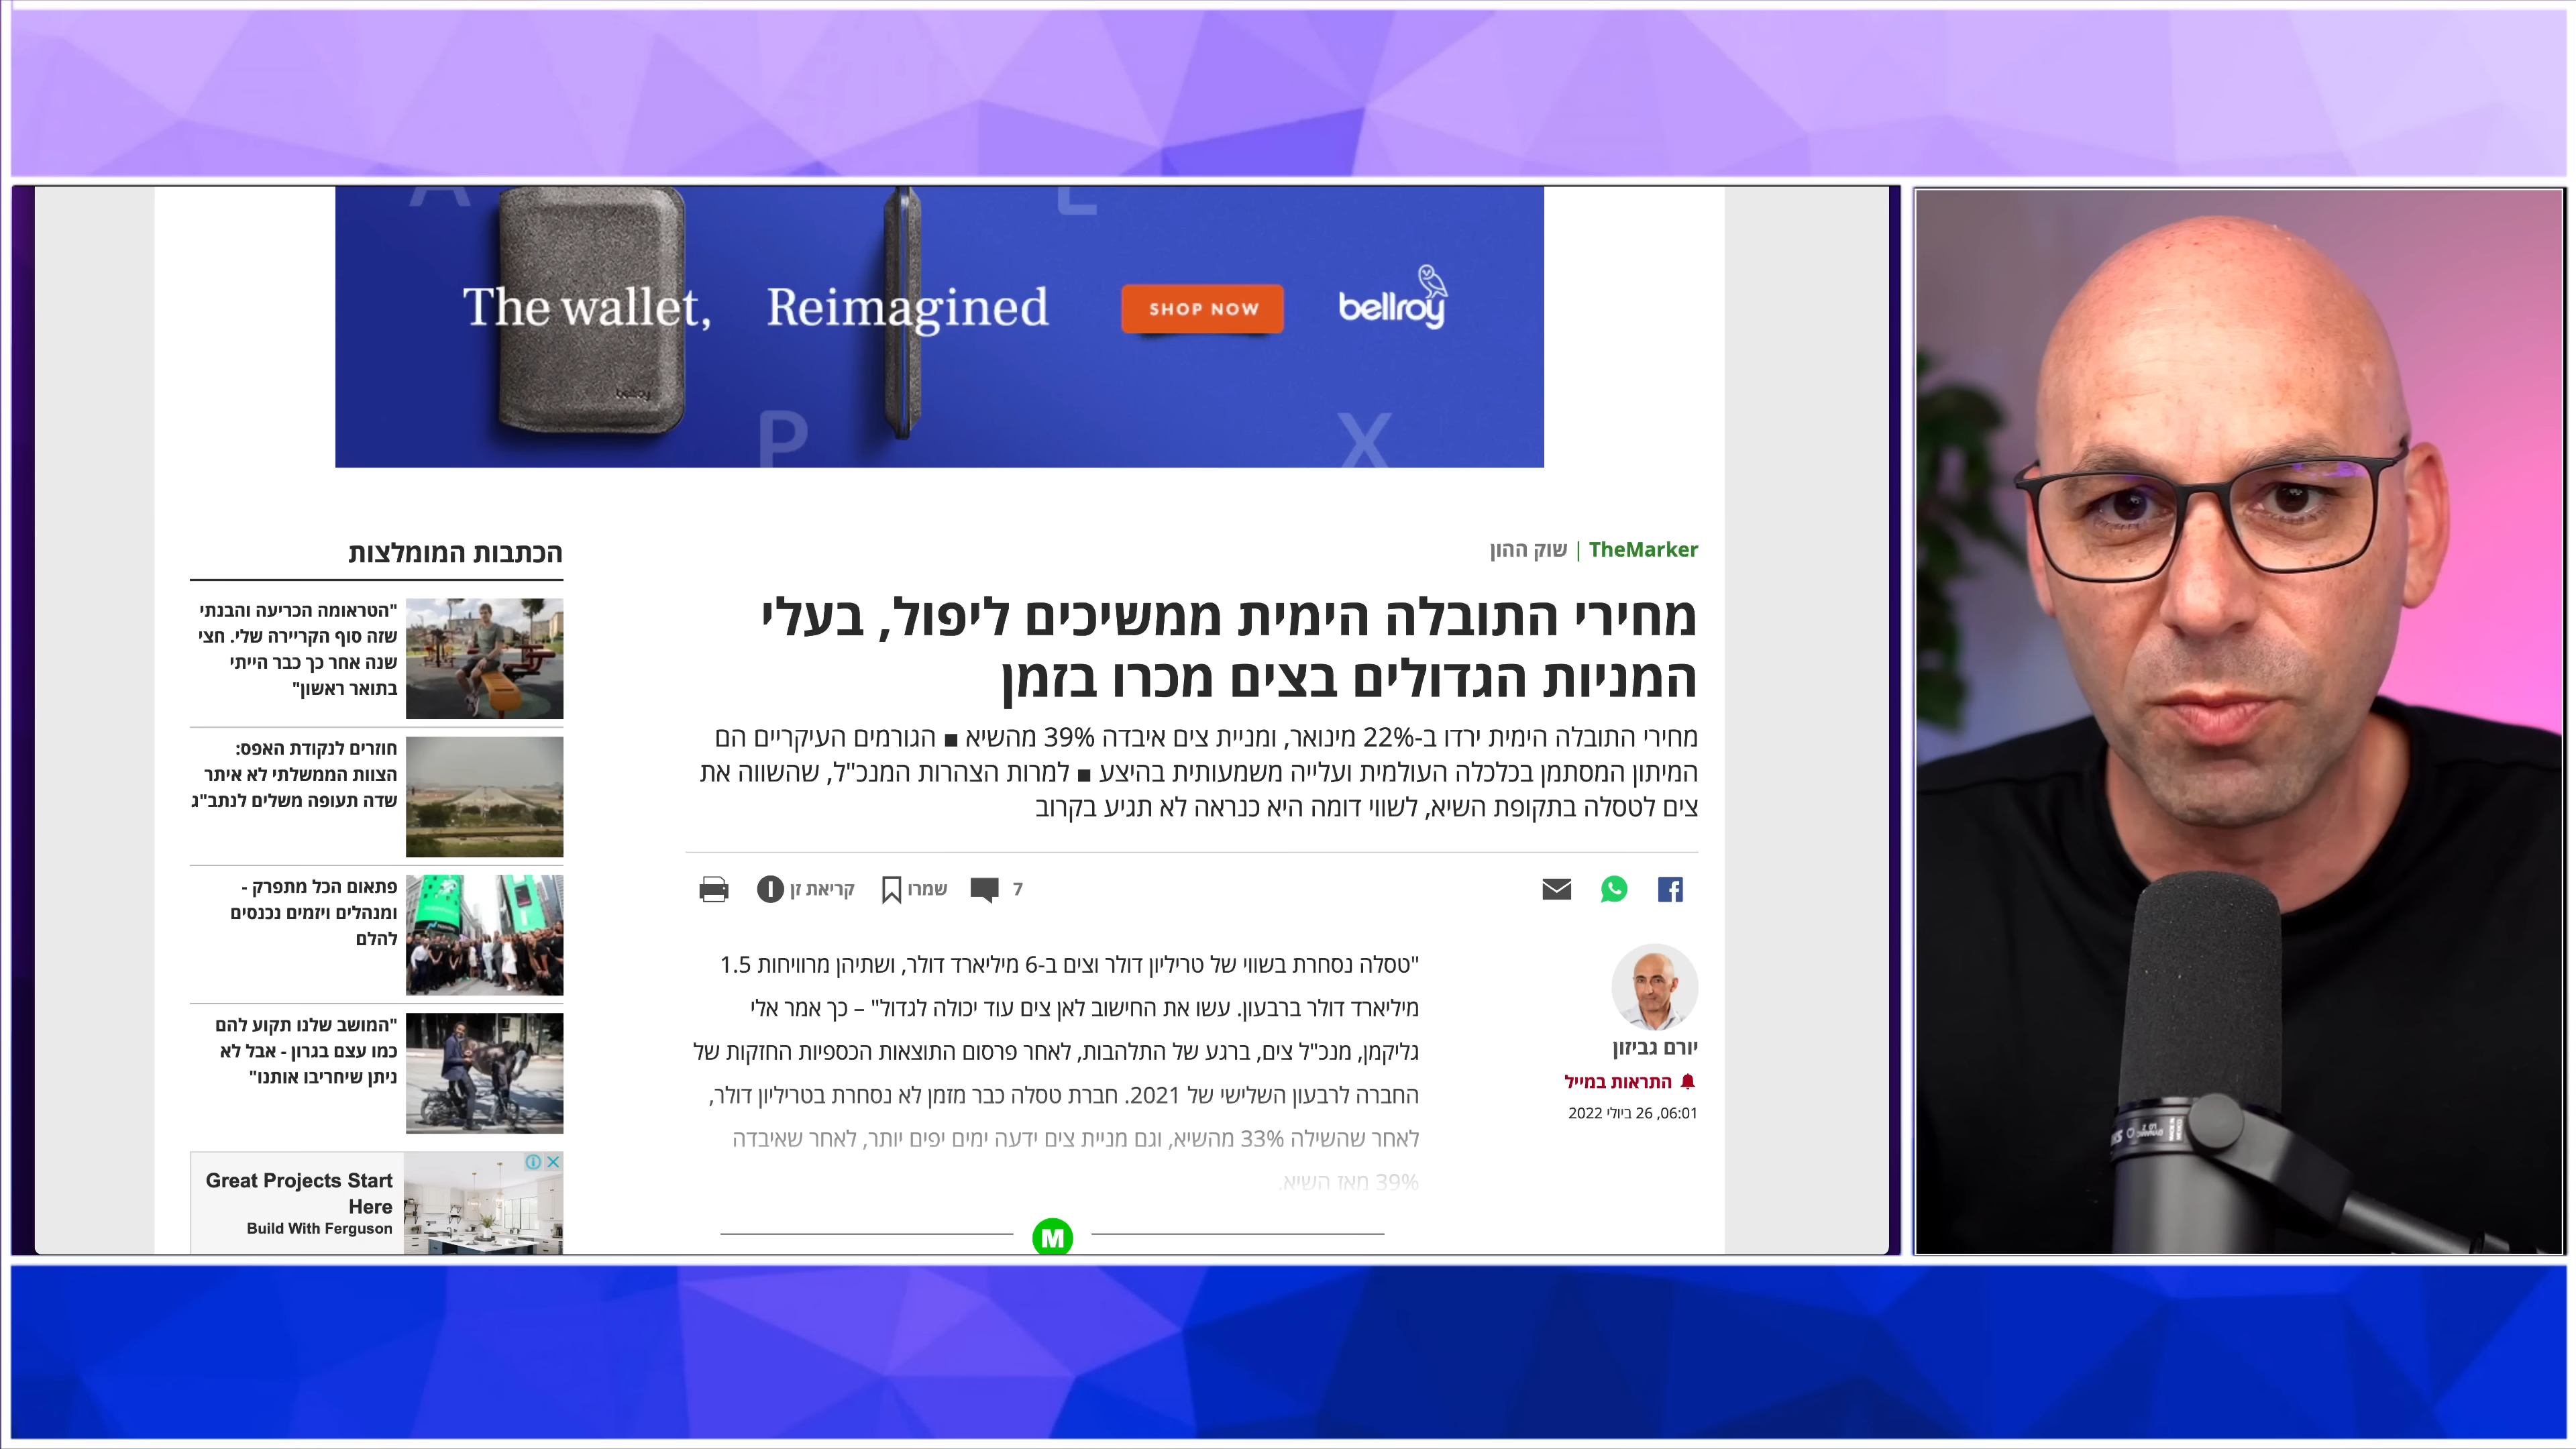 The wallet, Reimagined
SHOP NOW
bellroy
bellroy
P
X
TheMarker | שוק ההון
מחירי התובלה הימית ממשיכים ליפול, בעלי
המניות הגדולים בצים מכרו בזמן
מחירי התובלה הימית ירדו ב-22% מינואר, ומניית צים איבדה 39% מהשיא ■ הגורמים העיקריים הם
המיתון המסתמן בכלכלה העולמית ועלייה משמעותית בהיצע ■ למרות הצהרות המנכ"ל, שהשווה את
צים לטסלה בתקופת השיא, לשווי דומה היא כנראה לא תגיע בקרוב
7
שמרו
קריאת זן
יורם גביזון
התראות במייל
06:01, 26 ביולי 2022
"טסלה נסחרת בשווי של טריליון דולר וצים ב-6 מיליארד דולר, ושתיהן מרוויחות 1.5
מיליארד דולר ברבעון. עשו את החישוב לאן צים עוד יכולה לגדול" – כך אמר אלי
גליקמן, מנכ"ל צים, ברגע של התלהבות, לאחר פרסום התוצאות הכספיות החזקות של
החברה לרבעון השלישי של 2021. חברת טסלה כבר מזמן לא נסחרת בטריליון דולר,
לאחר שהשילה 33% מהשיא, וגם מניית צים ידעה ימים יפים יותר, לאחר שאיבדה
39% מאז השיא.
M
הכתבות המומלצות
"הטראומה הכריעה והבנתי
שזה סוף הקריירה שלי. חצי
שנה אחר כך כבר הייתי
בתואר ראשון"
חוזרים לנקודת האפס:
הצוות הממשלתי לא איתר
שדה תעופה משלים לנתב"ג
פתאום הכל מתפרק -
ומנהלים ויזמים נכנסים
להלם
"המושב שלנו תקוע להם
כמו עצם בגרון - אבל לא
ניתן שיחריבו אותנו"
Great Projects Start
Here
Build With Ferguson